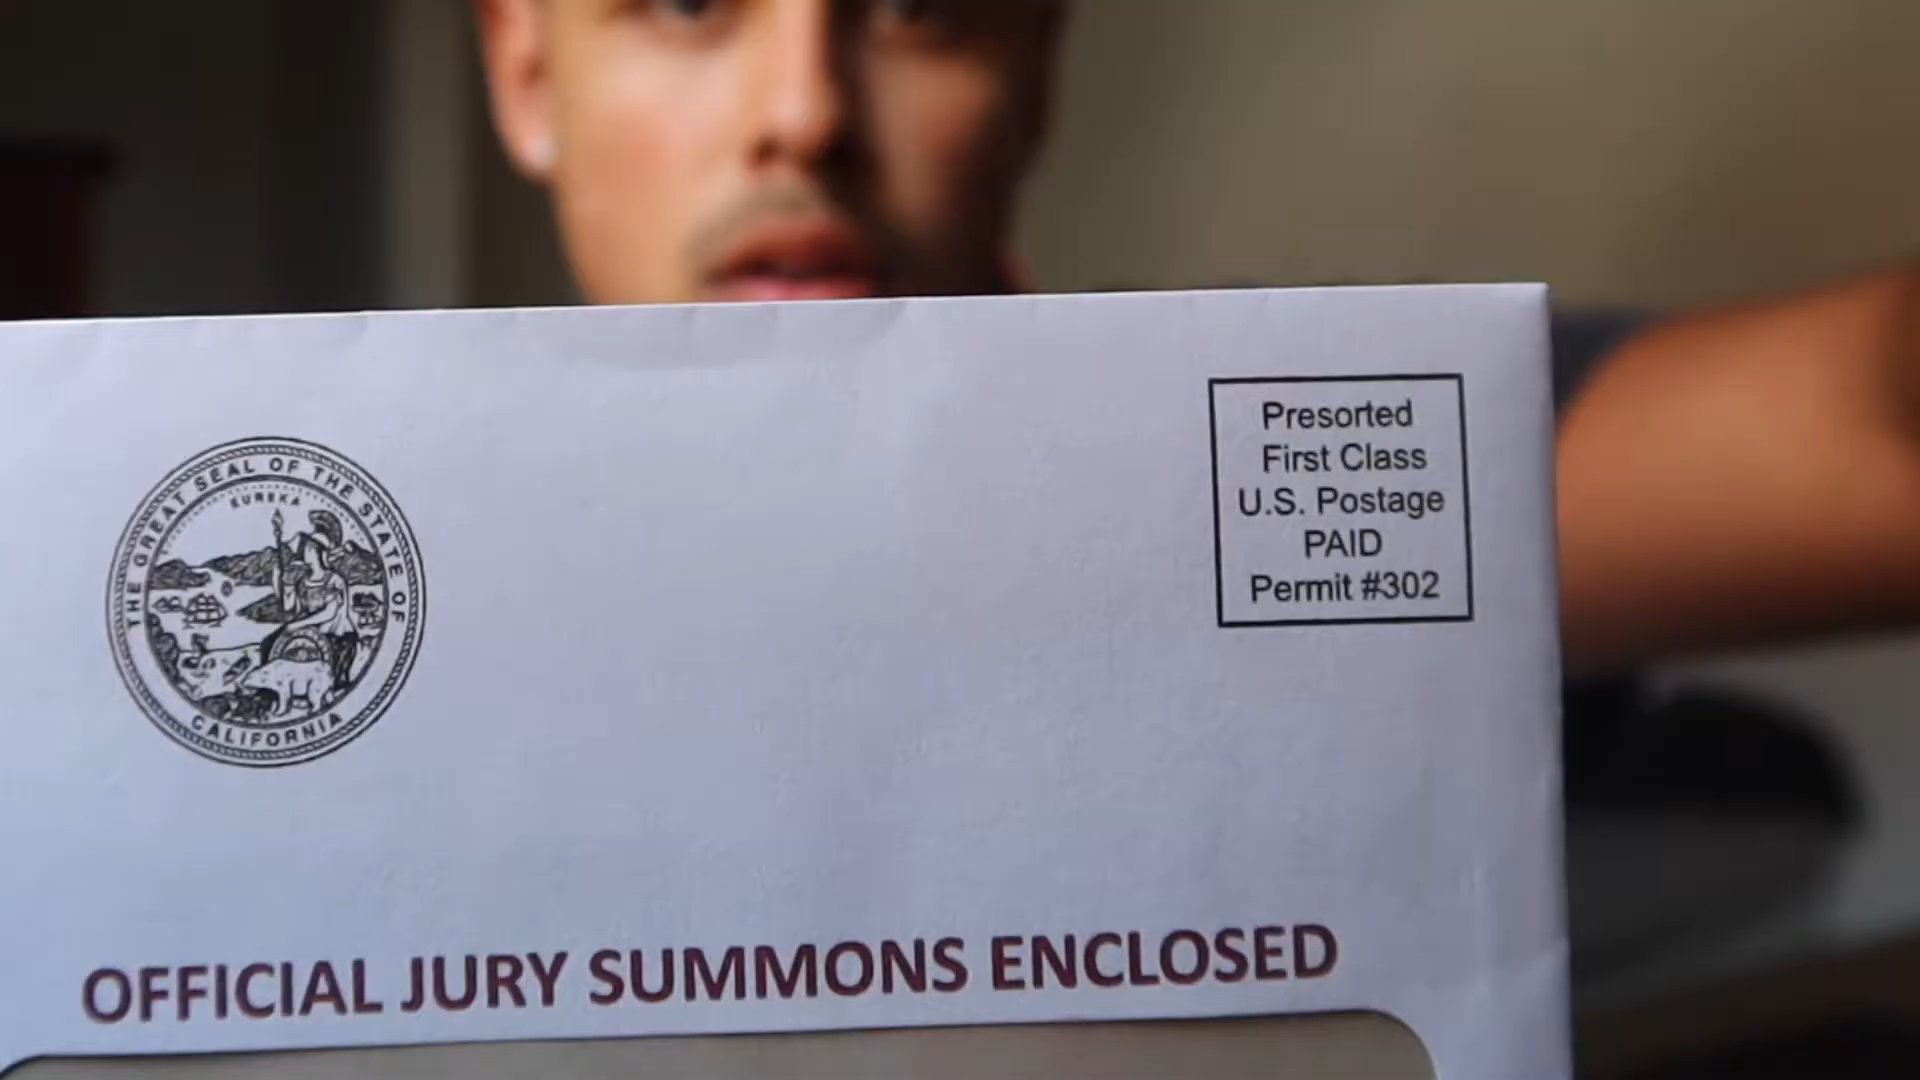 THE GREAT SEAL OF THE STATE OF CALIFORNIA
EUREKA
Presorted
First Class
U.S. Postage
PAID
Permit #302
OFFICIAL JURY SUMMONS ENCLOSED